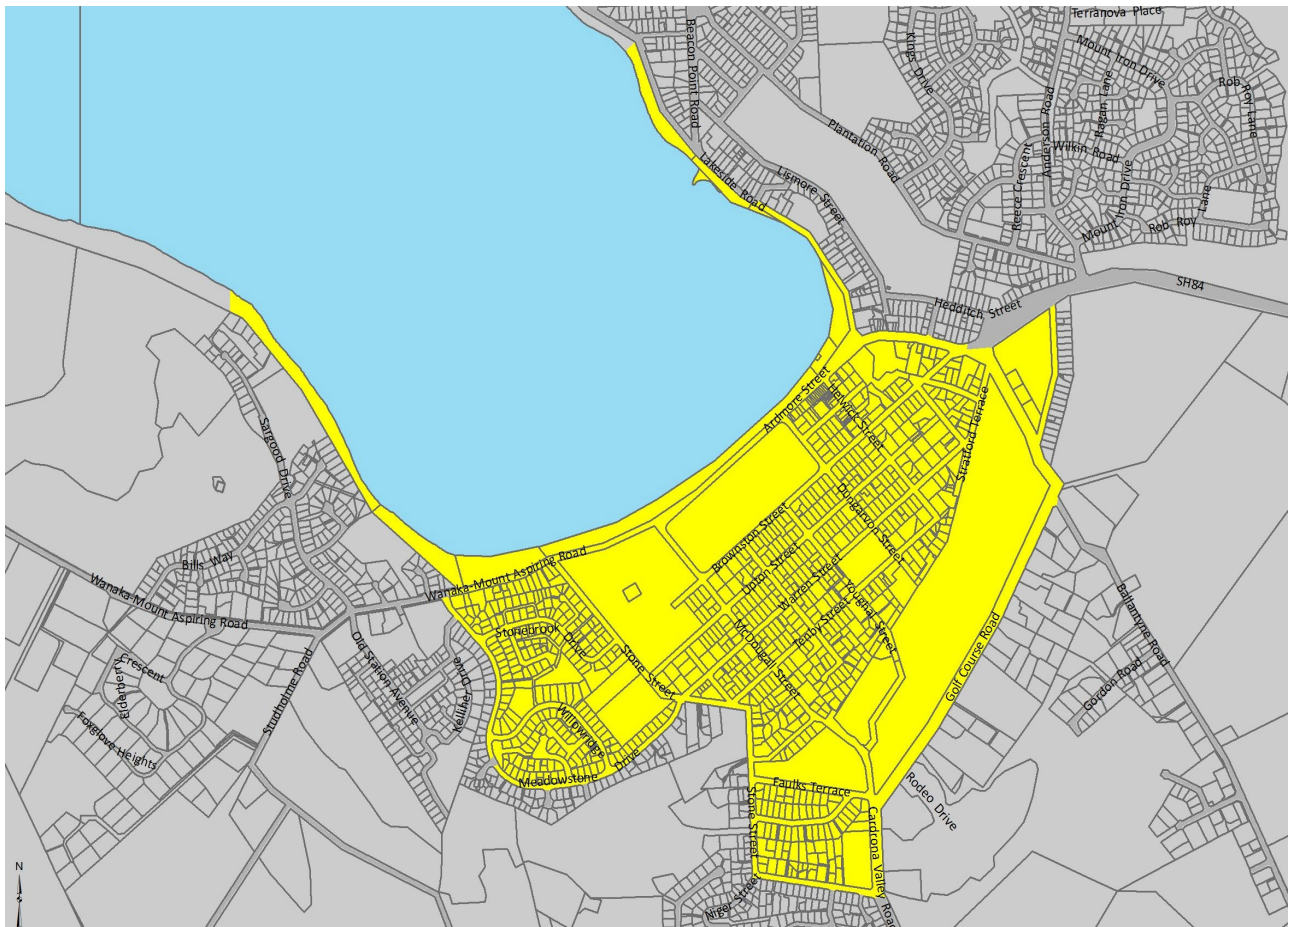 Terranova Place
Beacon Point Road
Kings Drive
Mount Iron Drive
Rob Roy Lane
Ragan Lane
Anderson Road
Plantation Road
Wilkin Road
Reece Crescent
Lakeside Road
Lismore Street
Mount Iron Drive
Rob Roy Lane
SH84
Hedditch Street
Ardmore Street
Helwick Street
Stratford Terrace
Sargood Drive
Dungarvon Street
Brownston Street
Upton Street
Warren Street
Youghal Street
Tenby Street
McDougall Street
Bills Way
Wanaka-Mount Aspiring Road
Wanaka-Mount Aspiring Road
Stonebrook Drive
Stone Street
Old Station Avenue
Kelliher Drive
Studholme Road
Elderberry Crescent
Foxglove Heights
Willowridge
Meadowstone Drive
Golf Course Road
Ballantyne Road
Gordon Road
Faulks Terrace
Rodeo Drive
Stone Street
Cardrona Valley Road
Niger Street
N